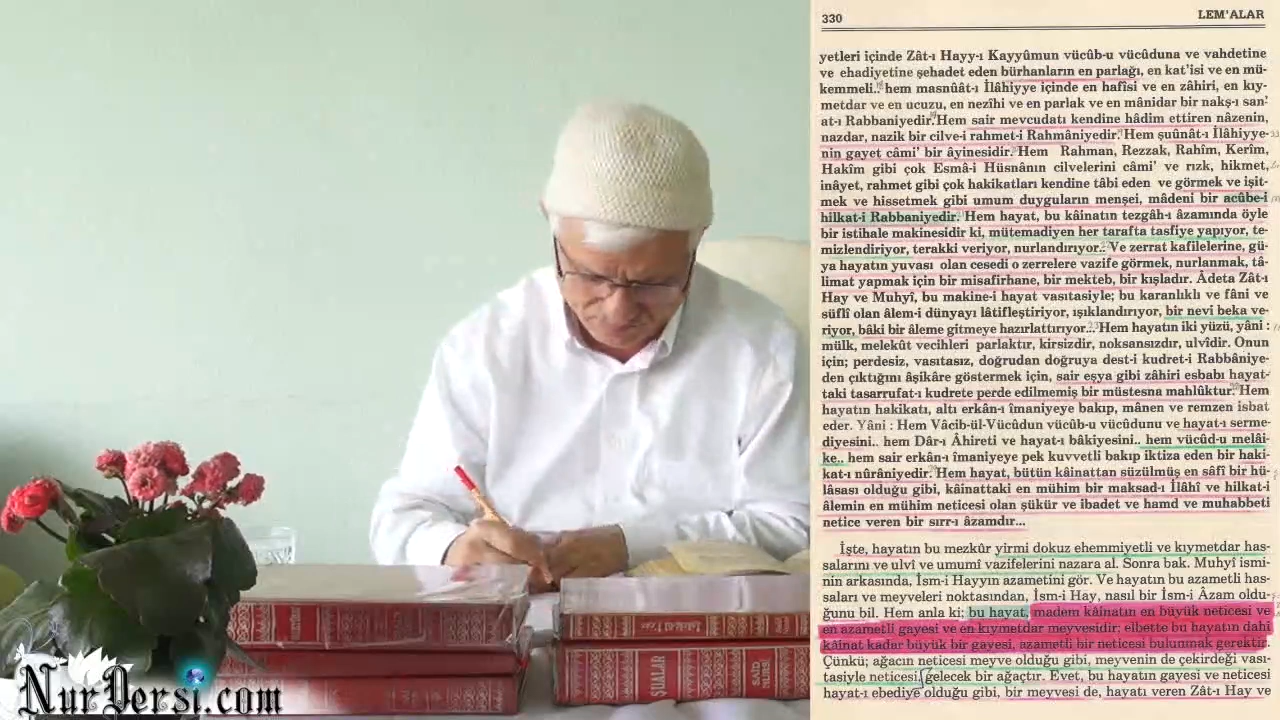 330
LEM'ALAR
yetleri içinde Zât-ı Hayy-ı Kayyûmun vücûb-u vücûduna ve vahdetine
ve ehadiyetine şehadet eden bürhanların en parlağı, en kat'isi ve en mü-
kemmeli.. hem masnûât-ı İlâhiyye içinde en hafîsi ve en zâhiri, en kıy-
metdar ve en ucuzu, en nezîhi ve en parlak ve en mânidar bir nakş-ı san'
at-ı Rabbaniyedir. Hem sair mevcudatı kendine hâdim ettiren nâzenin,
nazdar, nazik bir cilve-i rahmet-i Rahmâniyedir. Hem şuûnât-ı İlâhiyye-
nin gayet câmi' bir âyinesidir. Hem Rahman, Rezzak, Rahîm, Kerîm,
Hakîm gibi çok Esmâ-i Hüsnânın cilvelerini câmi' ve rızk, hikmet,
inâyet, rahmet gibi çok hakikatları kendine tâbi eden ve görmek ve işit-
mek ve hissetmek gibi umum duyguların menşei, mâdeni bir acûbe-i
hilkat-i Rabbaniyedir. Hem hayat, bu kâinatın tezgâh-ı âzamında öyle
bir istihale makinesidir ki, mütemadiyen her tarafta tasfiye yapıyor, te-
mizlendiriyor, terakki veriyor, nurlandırıyor.. Ve zerrat kafilelerine, gü-
ya hayatın yuvası olan cesedi o zerrelere vazife görmek, nurlanmak, tâ-
limat yapmak için bir misafirhane, bir mekteb, bir kışladır. Âdeta Zât-ı
Hay ve Muhyî, bu makine-i hayat vasıtasiyle; bu karanlıklı ve fâni ve
süflî olan âlem-i dünyayı lâtifleştiriyor, ışıklandırıyor, bir nevi beka ve-
riyor, bâki bir âleme gitmeye hazırlattırıyor... Hem hayatın iki yüzü, yâni :
mülk, melekût vecihleri parlaktır, kirsizdir, noksansızdır, ulvîdir. Onun
için; perdesiz, vasıtasız, doğrudan doğruya dest-i kudret-i Rabbâniye-
den çıktığını âşikâre göstermek için, sair eşya gibi zâhiri esbabı hayat-
taki tasarrufat-ı kudrete perde edilmemiş bir müstesna mahlûktur. Hem
hayatın hakikatı, altı erkân-ı îmaniyeye bakıp, mânen ve remzen isbat
eder. Yâni : Hem Vâcib-ül-Vücûdun vücûb-u vücûdunu ve hayat-ı serme-
diyesini.. hem Dâr-ı Âhireti ve hayat-ı bâkiyesini.. hem vücûd-u melâi-
ke.. hem sair erkân-ı imaniyeye pek kuvvetli bakıp iktiza eden bir haki-
kat-ı nûrâniyedir. Hem hayat, bütün kâinattan süzülmüş en sâfî bir hü-
lâsası olduğu gibi, kâinattaki en mühim bir maksad-ı İlâhî ve hilkat-i
âlemin en mühim neticesi olan şükür ve ibadet ve hamd ve muhabbeti
netice veren bir sırr-ı âzamdır...
İşte, hayatın bu mezkûr yirmi dokuz ehemmiyetli ve kıymetdar has-
salarını ve ulvî ve umumî vazifelerini nazara al. Sonra bak. Muhyî ismi-
nin arkasında, İsm-i Hayyın azametini gör. Ve hayatın bu azametli has-
saları ve meyveleri noktasından, İsm-i Hay, nasıl bir İsm-i Âzam oldu-
ğunu bil. Hem anla ki; bu hayat, madem kâinatın en büyük neticesi ve
en azametli gayesi ve en kıymetdar meyvesidir; elbette bu hayatın dahi
kâinat kadar büyük bir gayesi, azametli bir neticesi bulunmak gerektir.
Çünkü; ağacın neticesi meyve olduğu gibi, meyvenin de çekirdeği vası-
tasiyle neticesi, gelecek bir ağaçtır. Evet, bu hayatın gayesi ve neticesi
hayat-ı ebediye olduğu gibi, bir meyvesi de, hayatı veren Zât-ı Hay ve
ŞUALAR
SAİD
NURSİ
NurDersi.com